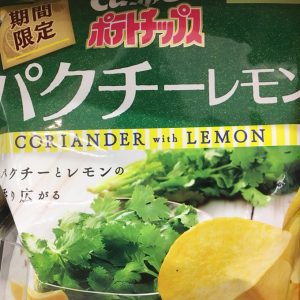 期間
限定
ポテトチップス
パクチーレモン
CORIANDER with LEMON
パクチーとレモンの
香り広がる